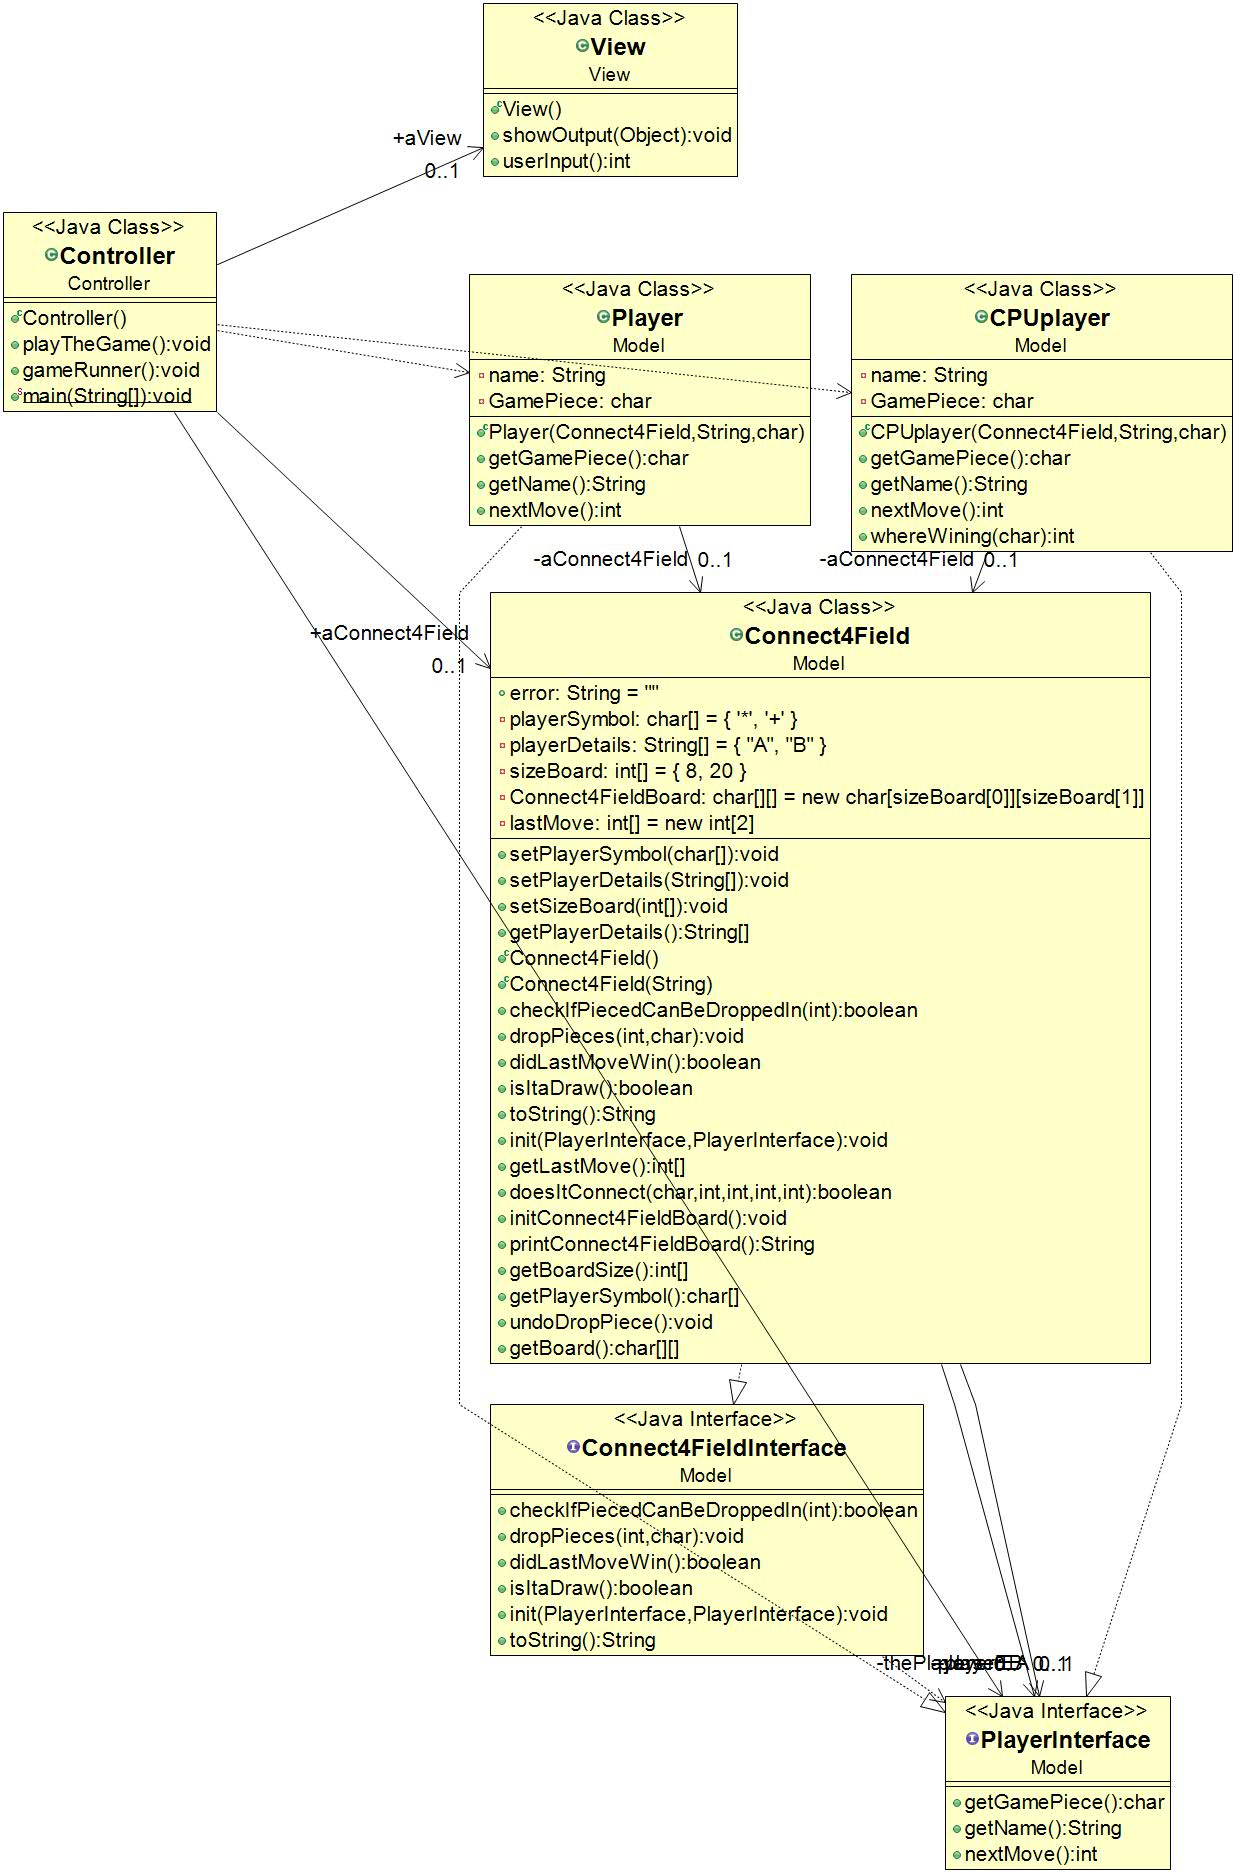 <<Java Class>>
View
View
View()
showOutput(Object):void
userInput():int
+aView
0..1
<<Java Class>>
Controller
Controller
Controller()
playTheGame():void
gameRunner():void
main(String[]):void
<<Java Class>>
Player
Model
name: String
GamePiece: char
Player(Connect4Field,String,char)
getGamePiece():char
getName():String
nextMove():int
<<Java Class>>
CPUplayer
Model
name: String
GamePiece: char
CPUplayer(Connect4Field,String,char)
getGamePiece():char
getName():String
nextMove():int
whereWining(char):int
-aConnect4Field 0..1
-aConnect4Field 0..1
+aConnect4Field
0..1
<<Java Class>>
Connect4Field
Model
error: String = ""
playerSymbol: char[] = { '*', '+' }
playerDetails: String[] = { "A", "B" }
sizeBoard: int[] = { 8, 20 }
Connect4FieldBoard: char[][] = new char[sizeBoard[0]][sizeBoard[1]]
lastMove: int[] = new int[2]
setPlayerSymbol(char[]):void
setPlayerDetails(String[]):void
setSizeBoard(int[]):void
getPlayerDetails():String[]
Connect4Field()
Connect4Field(String)
checkIfPiecedCanBeDroppedIn(int):boolean
dropPieces(int,char):void
didLastMoveWin():boolean
isItaDraw():boolean
toString():String
init(PlayerInterface,PlayerInterface):void
getLastMove():int[]
doesItConnect(char,int,int,int,int):boolean
initConnect4FieldBoard():void
printConnect4FieldBoard():String
getBoardSize():int[]
getPlayerSymbol():char[]
undoDropPiece():void
getBoard():char[][]
<<Java Interface>>
Connect4FieldInterface
Model
checkIfPiecedCanBeDroppedIn(int):boolean
dropPieces(int,char):void
didLastMoveWin():boolean
isItaDraw():boolean
init(PlayerInterface,PlayerInterface):void
toString():String
0..1
<<Java Interface>>
PlayerInterface
Model
getGamePiece():char
getName():String
nextMove():int